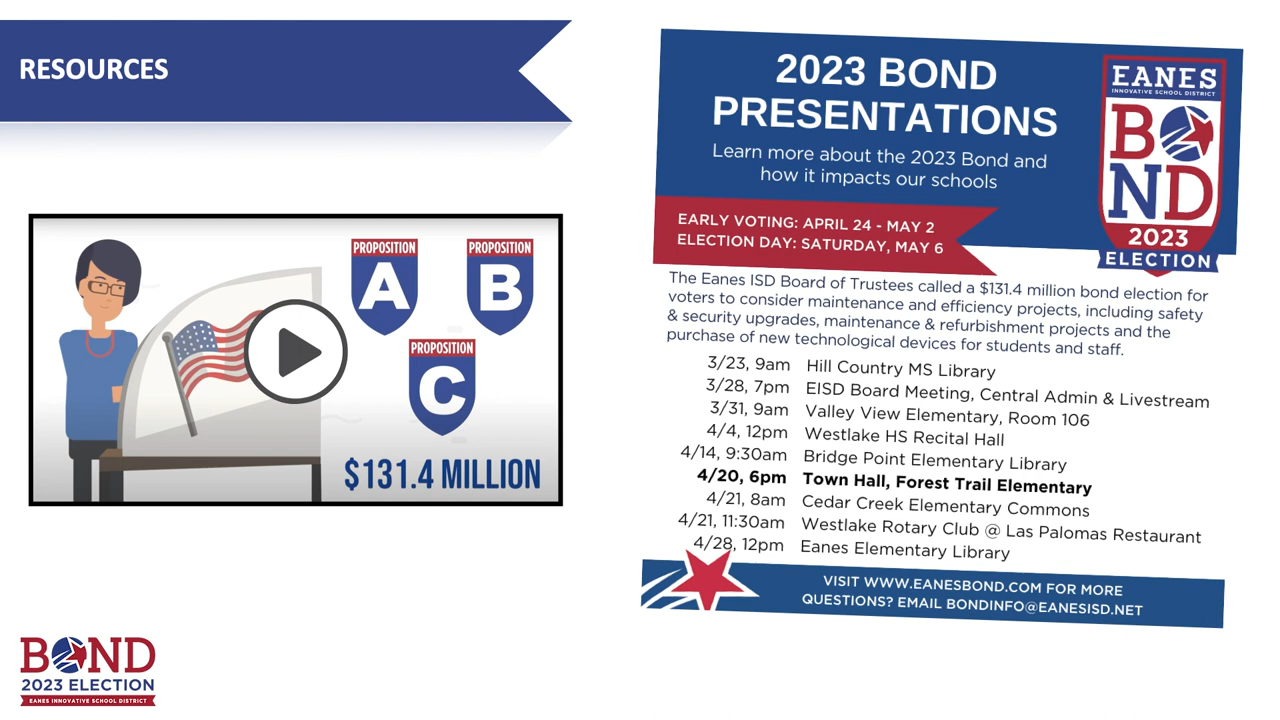 RESOURCES
PROPOSITION
A
PROPOSITION
B
PROPOSITION
C
$131.4 MILLION
2023 BOND
PRESENTATIONS
Learn more about the 2023 Bond and
how it impacts our schools
EANES
INNOVATIVE SCHOOL DISTRICT
BOND
2023
ELECTION
EARLY VOTING: APRIL 24 - MAY 2
ELECTION DAY: SATURDAY, MAY 6
The Eanes ISD Board of Trustees called a $131.4 million bond election for
voters to consider maintenance and efficiency projects, including safety
& security upgrades, maintenance & refurbishment projects and the
purchase of new technological devices for students and staff.
3/23, 9am Hill Country MS Library
3/28, 7pm EISD Board Meeting, Central Admin & Livestream
3/31, 9am Valley View Elementary, Room 106
4/4, 12pm Westlake HS Recital Hall
4/14, 9:30am Bridge Point Elementary Library
4/20, 6pm Town Hall, Forest Trail Elementary
4/21, 8am Cedar Creek Elementary Commons
4/21, 11:30am Westlake Rotary Club @ Las Palomas Restaurant
4/28, 12pm Eanes Elementary Library
VISIT WWW.EANESBOND.COM FOR MORE
QUESTIONS? EMAIL BONDINFO@EANESISD.NET
BOND
2023 ELECTION
EANES INNOVATIVE SCHOOL DISTRICT